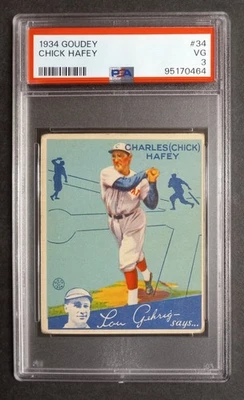 1934 GOUDEY #34
CHICK HAFEY VG
PSA 3
95170464
CHARLES (CHICK)
HAFEY
Lou Gehrig
says...